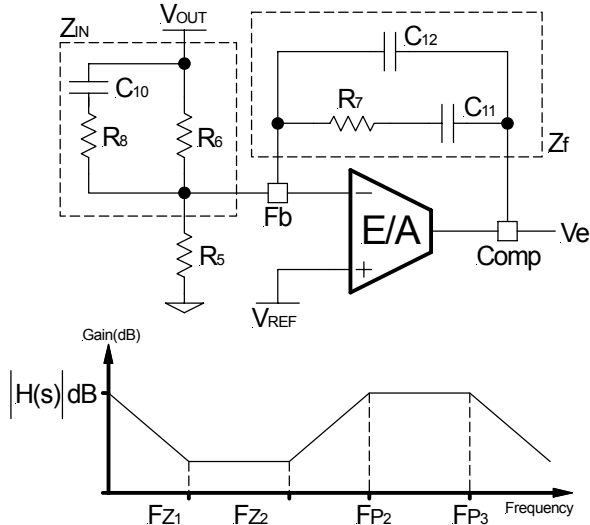 ZIN
VOUT
C10
R8
R6
R5
C12
R7
C11
Zf
Fb
E/A
Comp
Ve
VREF
Gain(dB)
|H(s)|dB
FZ1
FZ2
FP2
FP3
Frequency